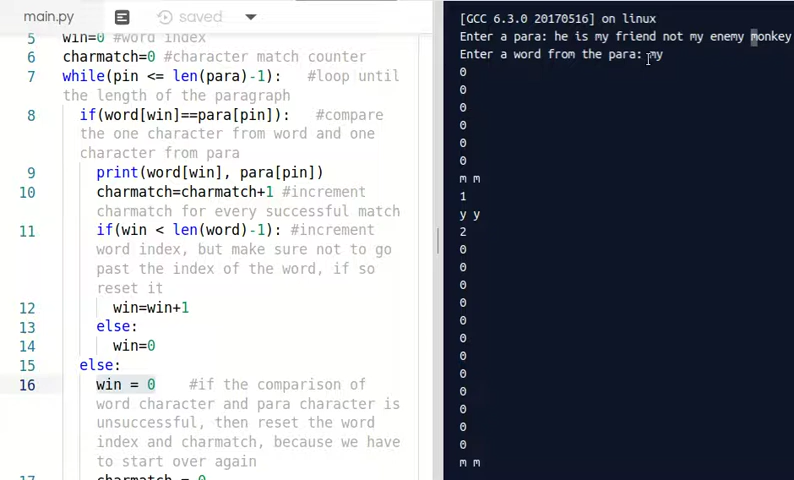 main.py
saved
5 win=0 #word index
6 charmatch=0 #character match counter
7 while(pin <= len(para)-1): #loop until
the length of the paragraph
8 if(word[win]==para[pin]): #compare
the one character from word and one
character from para
9 print(word[win], para[pin])
10 charmatch=charmatch+1 #increment
charmatch for every successful match
11 if(win < len(word)-1): #increment
word index, but make sure not to go
past the index of the word, if so
reset it
12 win=win+1
13 else:
14 win=0
15 else:
16 win = 0 #if the comparison of
word character and para character is
unsuccessful, then reset the word
index and charmatch, because we have
to start over again
17 charmatch = 0
[GCC 6.3.0 20170516] on linux
Enter a para: he is my friend not my enemy monkey
Enter a word from the para: my
0
0
0
0
0
0
m m
1
y y
2
0
0
0
0
0
0
0
0
0
0
0
0
m m